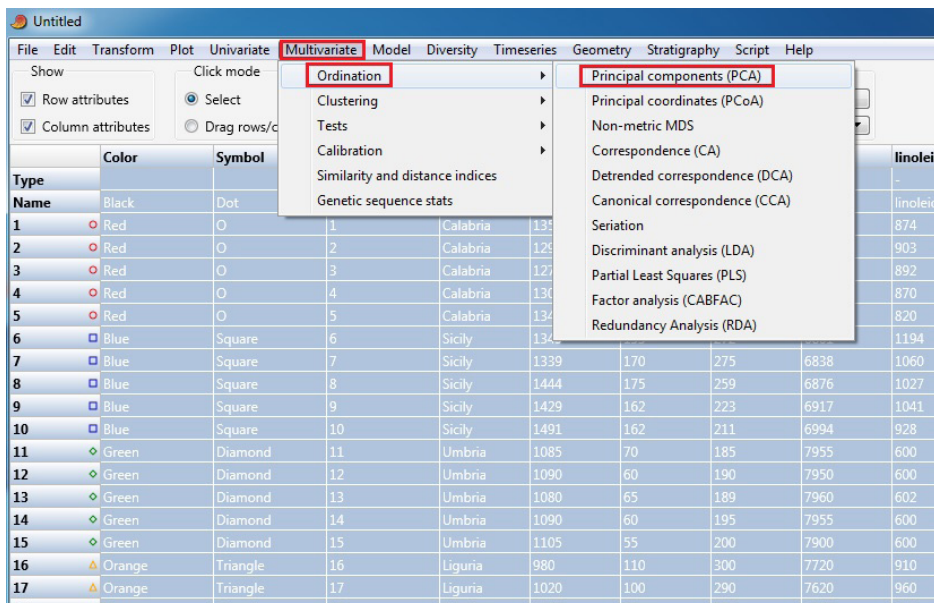 Untitled
File Edit Transform Plot Univariate Multivariate Model Diversity Timeseries Geometry Stratigraphy Script Help
Show Click mode
Row attributes Select
Column attributes Drag rows/c
Ordination
Clustering
Tests
Calibration
Similarity and distance indices
Genetic sequence stats
Principal components (PCA)
Principal coordinates (PCoA)
Non-metric MDS
Correspondence (CA)
Detrended correspondence (DCA)
Canonical correspondence (CCA)
Seriation
Discriminant analysis (LDA)
Partial Least Squares (PLS)
Factor analysis (CABFAC)
Redundancy Analysis (RDA)
Color Symbol linolei
Type -
Name Black Dot linoleic
1 Red O 1 Calabria 135 874
2 Red O 2 Calabria 129 903
3 Red O 3 Calabria 127 892
4 Red O 4 Calabria 130 870
5 Red O 5 Calabria 134 820
6 Blue Square 6 Sicily 1194
7 Blue Square 7 Sicily 1339 170 275 6838 1060
8 Blue Square 8 Sicily 1444 175 259 6876 1027
9 Blue Square 9 Sicily 1429 162 223 6917 1041
10 Blue Square 10 Sicily 1491 162 211 6994 928
11 Green Diamond 11 Umbria 1085 70 185 7955 600
12 Green Diamond 12 Umbria 1090 60 190 7950 600
13 Green Diamond 13 Umbria 1080 65 189 7960 602
14 Green Diamond 14 Umbria 1090 60 195 7955 600
15 Green Diamond 15 Umbria 1105 55 200 7900 600
16 Orange Triangle 16 Liguria 980 110 300 7720 910
17 Orange Triangle 17 Liguria 1020 100 290 7620 960